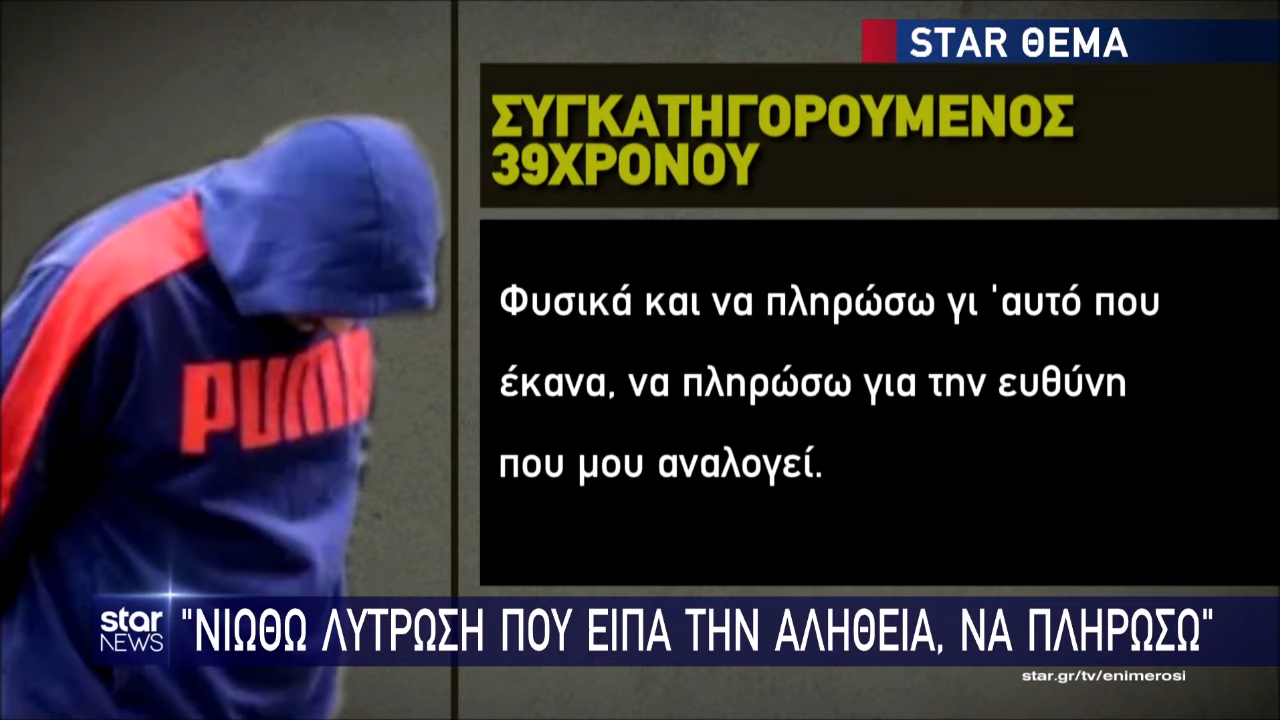 STAR ΘΕΜΑ
ΣΥΓΚΑΤΗΓΟΡΟΥΜΕΝΟΣ
39ΧΡΟΝΟΥ
Φυσικά και να πληρώσω γι 'αυτό που
έκανα, να πληρώσω για την ευθύνη
που μου αναλογεί.
PUMA
star
NEWS
"ΝΙΩΘΩ ΛΥΤΡΩΣΗ ΠΟΥ ΕΙΠΑ ΤΗΝ ΑΛΗΘΕΙΑ, ΝΑ ΠΛΗΡΩΣΩ"
star.gr/tv/enimerosi